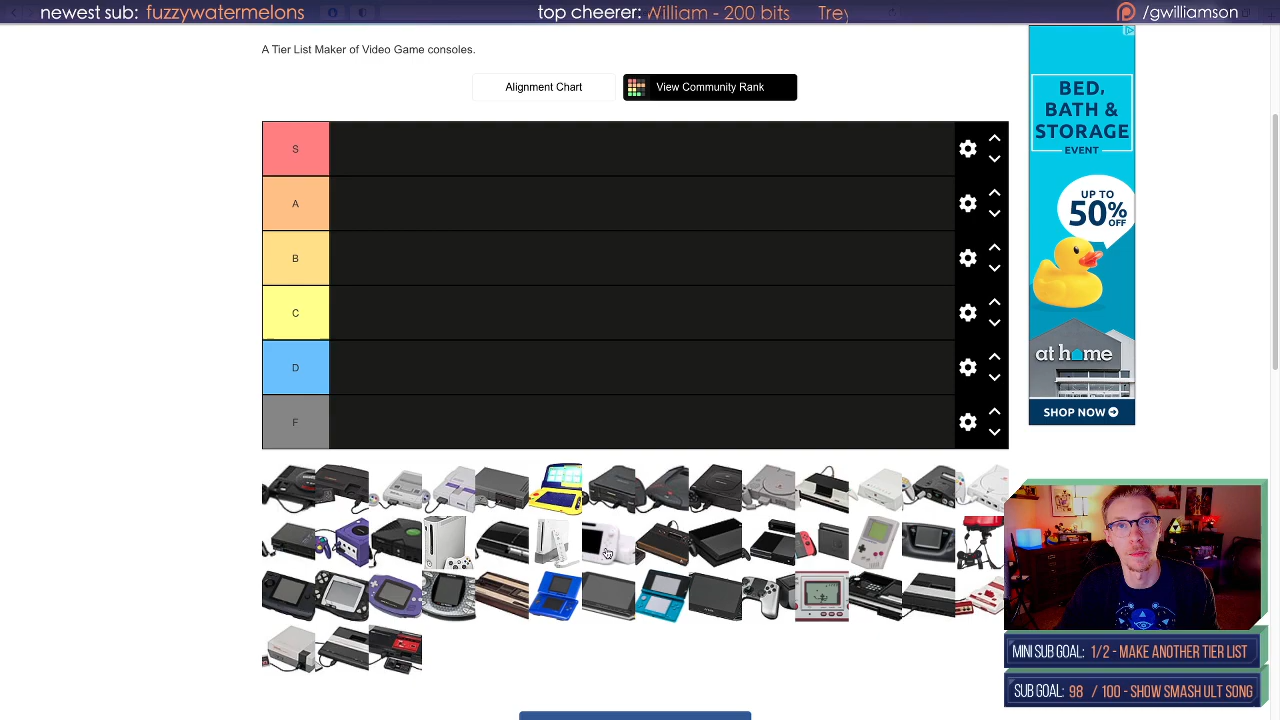 newest sub: fuzzywatermelons
top cheerer: William - 200 bits Trey
/gwilliamson
A Tier List Maker of Video Game consoles.
Alignment Chart
View Community Rank
S
A
B
C
D
F
BED,
BATH &
STORAGE
EVENT
UP TO
50%
OFF
at home
SHOP NOW
MINI SUB GOAL: 1/2 - MAKE ANOTHER TIER LIST
SUB GOAL: 98 / 100 - SHOW SMASH ULT SONG